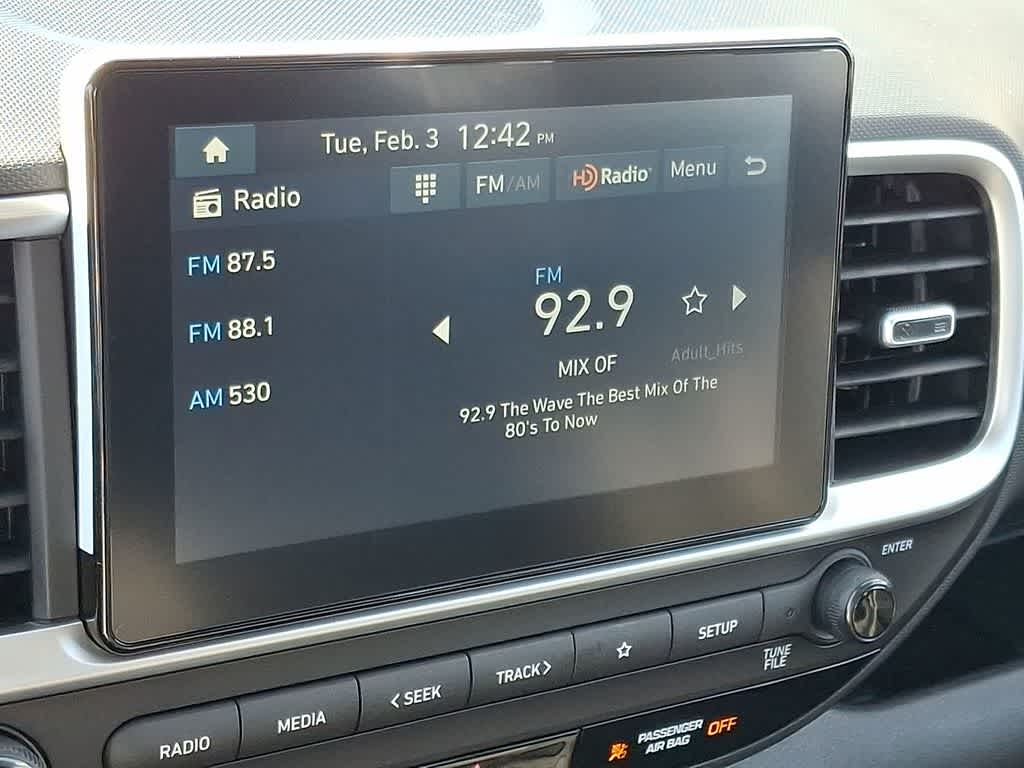 Tue, Feb. 3 12:42 PM
Radio
FM/AM
HD Radio
Menu
FM 87.5
FM 88.1
AM 530
FM
92.9
MIX OF
Adult_Hits
92.9 The Wave The Best Mix Of The
80's To Now
ENTER
TUNE
FILE
RADIO
MEDIA
< SEEK
TRACK >
SETUP
PASSENGER
AIR BAG
OFF